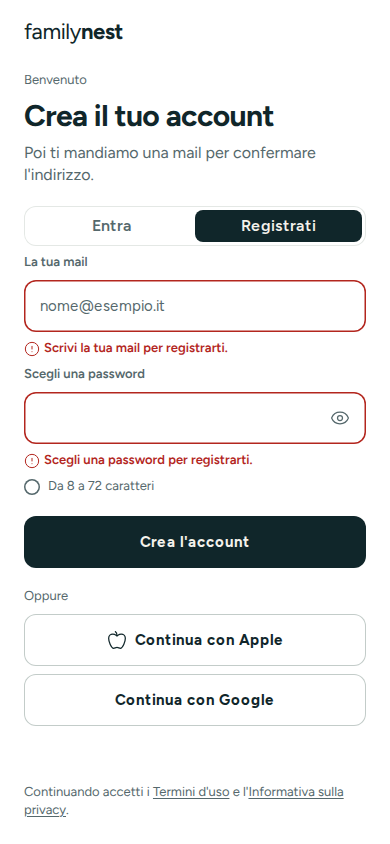 familynest
Benvenuto
Crea il tuo account
Poi ti mandiamo una mail per confermare
l'indirizzo.
Entra
Registrati
La tua mail
nome@esempio.it
Scrivi la tua mail per registrarti.
Scegli una password
Scegli una password per registrarti.
Da 8 a 72 caratteri
Crea l'account
Oppure
Continua con Apple
Continua con Google
Continuando accetti i Termini d'uso e l'Informativa sulla
privacy.